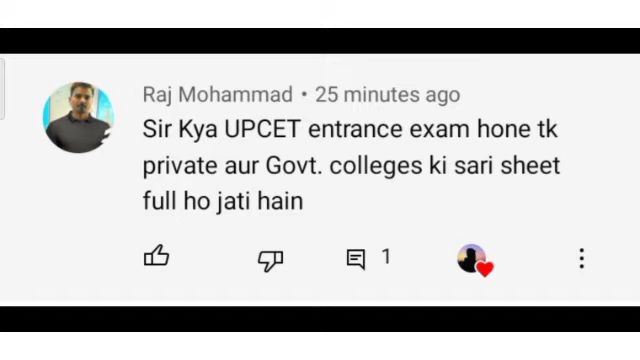 Raj Mohammad • 25 minutes ago
Sir Kya UPCET entrance exam hone tk
private aur Govt. colleges ki sari sheet
full ho jati hain
1